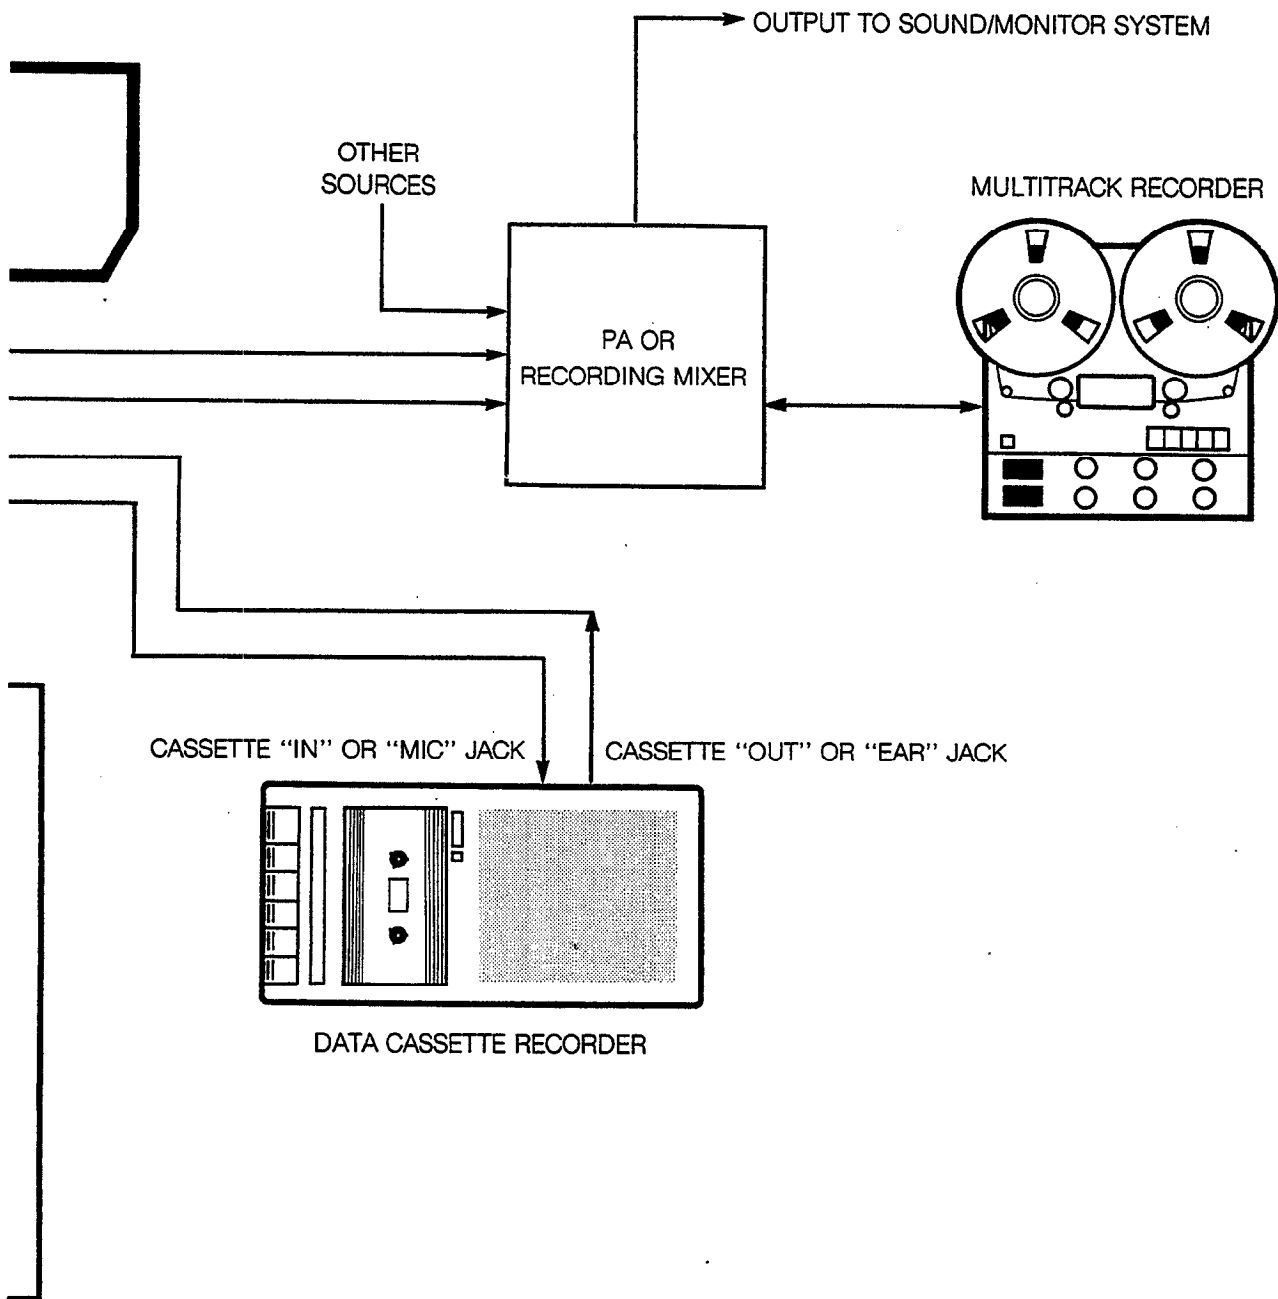 OUTPUT TO SOUND/MONITOR SYSTEM
OTHER
SOURCES
MULTITRACK RECORDER
PA OR
RECORDING MIXER
CASSETTE "IN" OR "MIC" JACK
CASSETTE "OUT" OR "EAR" JACK
DATA CASSETTE RECORDER